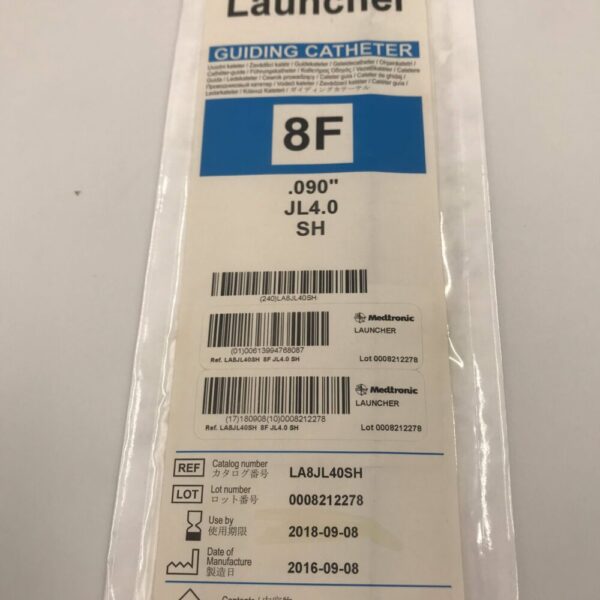 Launcher
GUIDING CATHETER
8F
.090"
JL4.0
SH
(240)LA8JL40SH
Medtronic
LAUNCHER
(01)00613994768087
Ref. LA8JL40SH 8F JL4.0 SH
Lot 0008212278
Medtronic
LAUNCHER
(17)180908(10)0008212278
Ref. LA8JL40SH 8F JL4.0 SH
Lot 0008212278
REF
Catalog number
カタログ番号
LA8JL40SH
LOT
Lot number
ロット番号
0008212278
Use by
使用期限
2018-09-08
Date of
Manufacture
製造日
2016-09-08